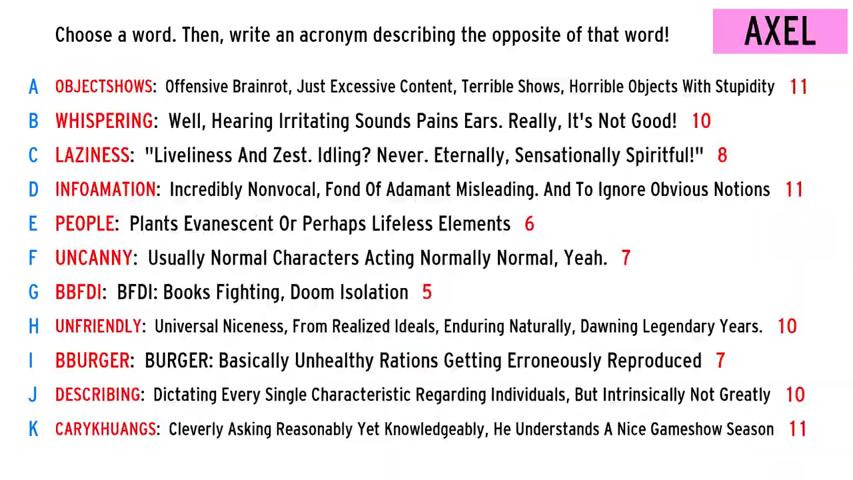 Choose a word. Then, write an acronym describing the opposite of that word!
AXEL
A OBJECTSHOWS: Offensive Brainrot, Just Excessive Content, Terrible Shows, Horrible Objects With Stupidity 11
B WHISPERING: Well, Hearing Irritating Sounds Pains Ears. Really, It's Not Good! 10
C LAZINESS: "Liveliness And Zest. Idling? Never. Eternally, Sensationally Spiritful!" 8
D INFOAMATION: Incredibly Nonvocal, Fond Of Adamant Misleading. And To Ignore Obvious Notions 11
E PEOPLE: Plants Evanescent Or Perhaps Lifeless Elements 6
F UNCANNY: Usually Normal Characters Acting Normally Normal, Yeah. 7
G BBFDI: BFDI: Books Fighting, Doom Isolation 5
H UNFRIENDLY: Universal Niceness, From Realized Ideals, Enduring Naturally, Dawning Legendary Years. 10
I BBURGER: BURGER: Basically Unhealthy Rations Getting Erroneously Reproduced 7
J DESCRIBING: Dictating Every Single Characteristic Regarding Individuals, But Intrinsically Not Greatly 10
K CARYKHUANGS: Cleverly Asking Reasonably Yet Knowledgeably, He Understands A Nice Gameshow Season 11